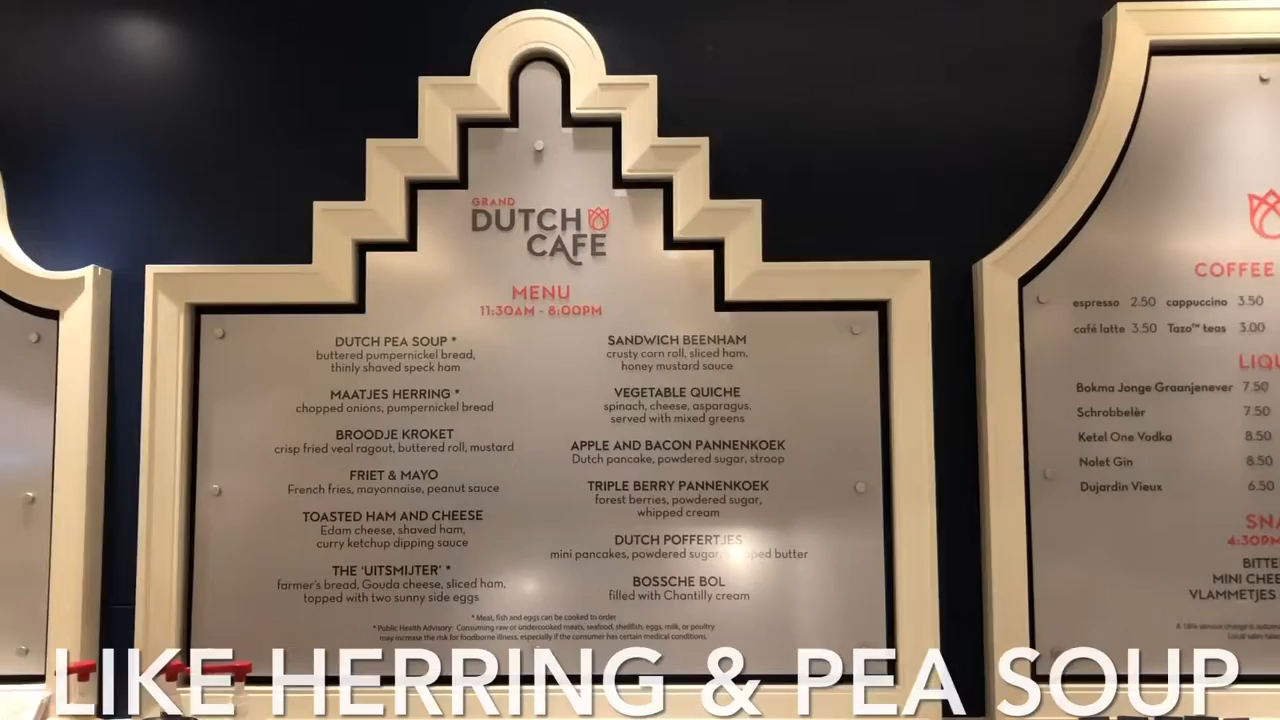 GRAND
DUTCH
CAFE
MENU
11:30AM - 8:00PM
DUTCH PEA SOUP *
buttered pumpernickel bread,
thinly shaved speck ham
MAATJES HERRING *
chopped onions, pumpernickel bread
BROODJE KROKET
crisp fried veal ragout, buttered roll, mustard
FRIET & MAYO
French fries, mayonnaise, peanut sauce
TOASTED HAM AND CHEESE
Edam cheese, shaved ham,
curry ketchup dipping sauce
THE 'UITSMIJTER' *
farmer's bread, Gouda cheese, sliced ham,
topped with two sunny side eggs
SANDWICH BEENHAM
crusty corn roll, sliced ham,
honey mustard sauce
VEGETABLE QUICHE
spinach, cheese, asparagus,
served with mixed greens
APPLE AND BACON PANNENKOEK
Dutch pancake, powdered sugar, stroop
TRIPLE BERRY PANNENKOEK
forest berries, powdered sugar,
whipped cream
DUTCH POFFERTJES
mini pancakes, powdered sugar, butter
BOSSCHE BOL
filled with Chantilly cream
* Meat, fish and eggs can be cooked to order
* Public Health Advisory: Consuming raw or undercooked meats, seafood, shellfish, eggs, milk, or poultry
may increase the risk for foodborne illness, especially if the consumer has certain medical conditions.
COFFEE
espresso 2.50 cappuccino 3.50
café latte 3.50 Tazo™ teas 3.00
Bokma Jonge Graanjenever 7.50
Schrobbelèr 7.50
Ketel One Vodka 8.50
Nolet Gin 8.50
Dujardin Vieux 6.50
4:30PM
MINI
VLAMMETJES
LIKE HERRING & PEA SOUP